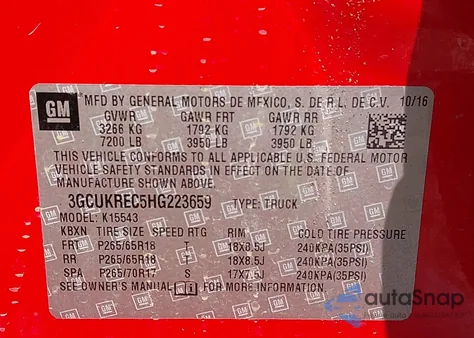 GM
MFD BY GENERAL MOTORS DE MEXICO, S. DE R.L. DE C.V. 10/16
GVWR GAWR FRT GAWR RR
3266 KG 1792 KG 1792 KG
7200 LB 3950 LB 3950 LB
THIS VEHICLE CONFORMS TO ALL APPLICABLE U.S. FEDERAL MOTOR
VEHICLE SAFETY STANDARDS IN EFFECT ON THE DATE OF
MANUFACTURE SHOWN ABOVE.
3GCUKREC5HG223659 TYPE: TRUCK
MODEL: K15543
KBXN TIRE SIZE SPEED RTG RIM COLD TIRE PRESSURE
FRT P265/65R18 T 18X8.5J 240KPA(35PSI)
RR P265/65R18 T 18X8.5J 240KPA(35PSI)
SPA P265/70R17 S 17X7.5J 240KPA(35PSI)
SEE OWNER'S MANUAL FOR MORE INFORMATION.
autoSnap